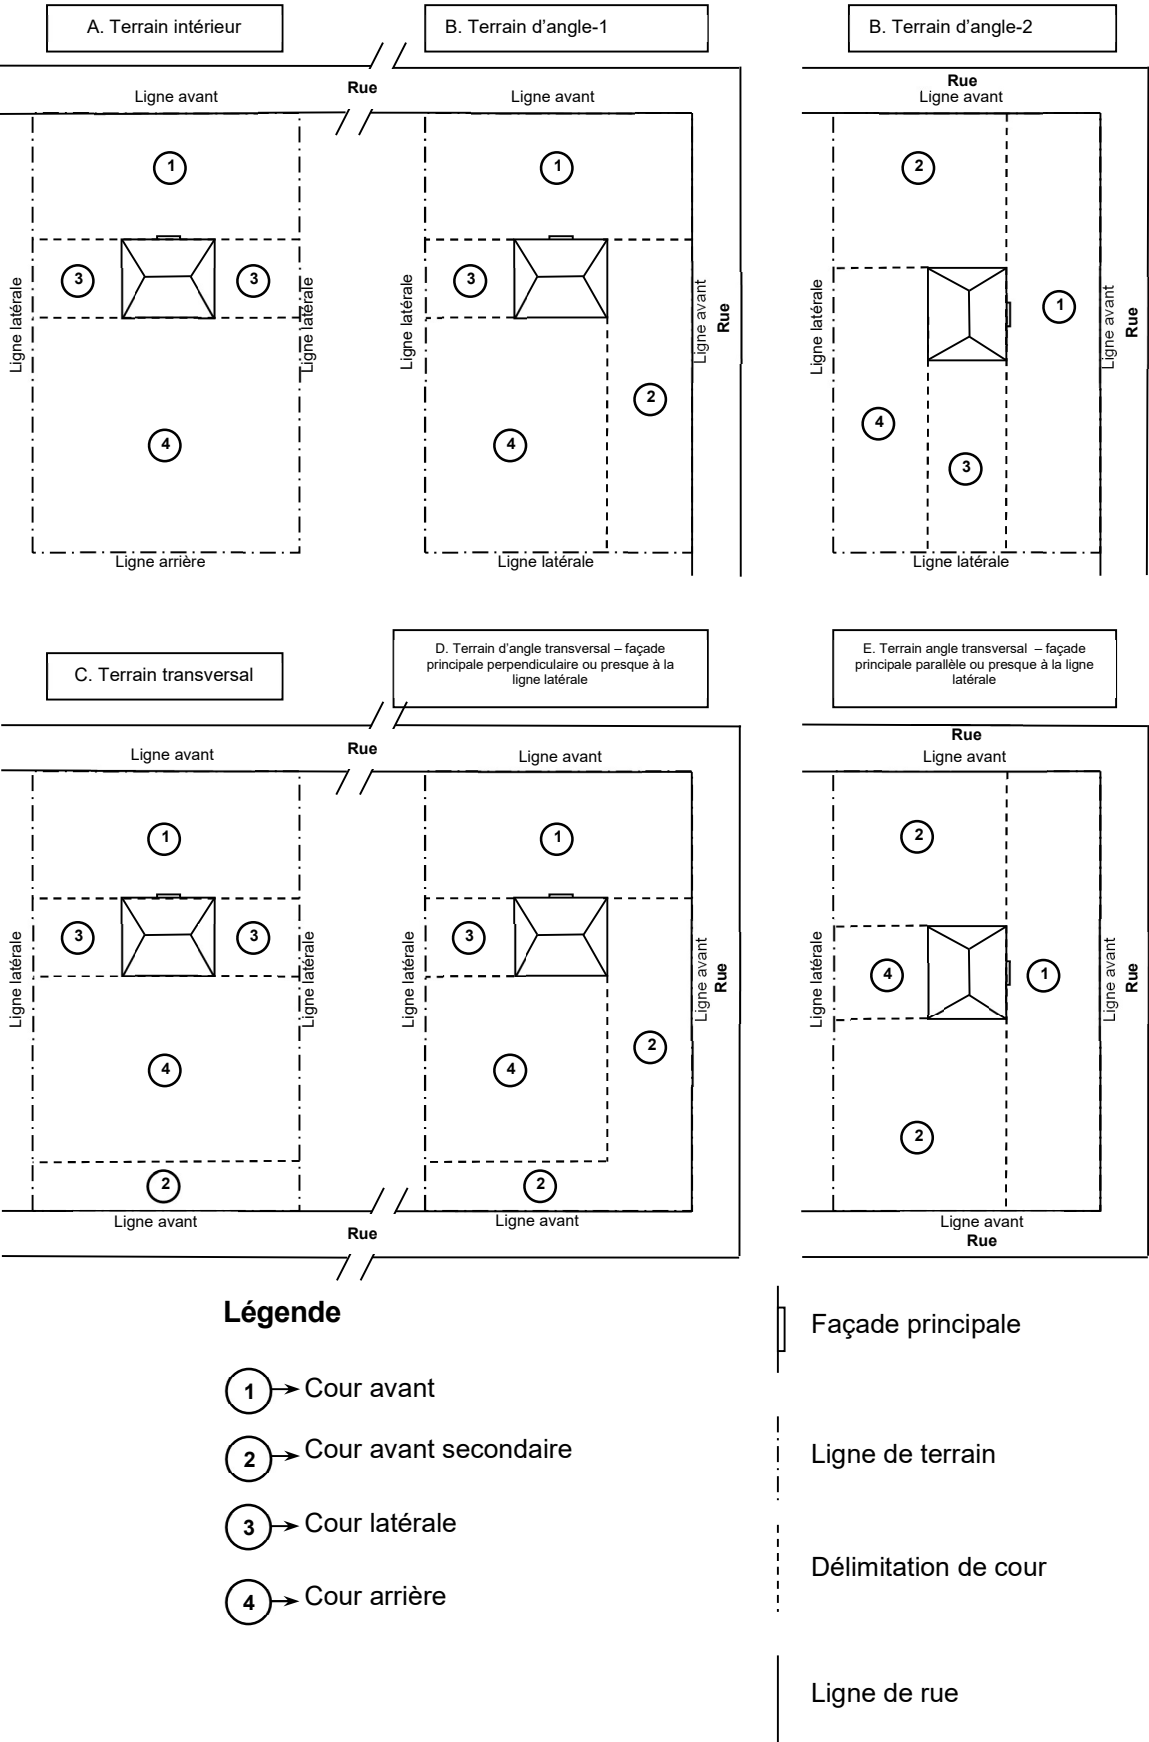 A. Terrain intérieur
B. Terrain d'angle-1
B. Terrain d'angle-2
Rue
Ligne avant
Ligne avant
Rue
Ligne avant
1
3
3
4
Ligne latérale
Ligne latérale
Ligne arrière
1
3
2
4
Ligne latérale
Ligne avant
Rue
Ligne latérale
2
1
4
3
Ligne latérale
Ligne avant
Rue
Ligne latérale
C. Terrain transversal
D. Terrain d'angle transversal – façade
principale perpendiculaire ou presque à la
ligne latérale
E. Terrain angle transversal – façade
principale parallèle ou presque à la ligne
latérale
Rue
Ligne avant
Ligne avant
Rue
Ligne avant
1
3
3
4
2
Ligne latérale
Ligne latérale
Ligne avant
1
3
2
4
2
Ligne latérale
Ligne avant
Rue
Ligne avant
Rue
2
4
1
2
Ligne latérale
Ligne avant
Rue
Ligne avant
Rue
Légende
1 Cour avant
2 Cour avant secondaire
3 Cour latérale
4 Cour arrière
Façade principale
Ligne de terrain
Délimitation de cour
Ligne de rue